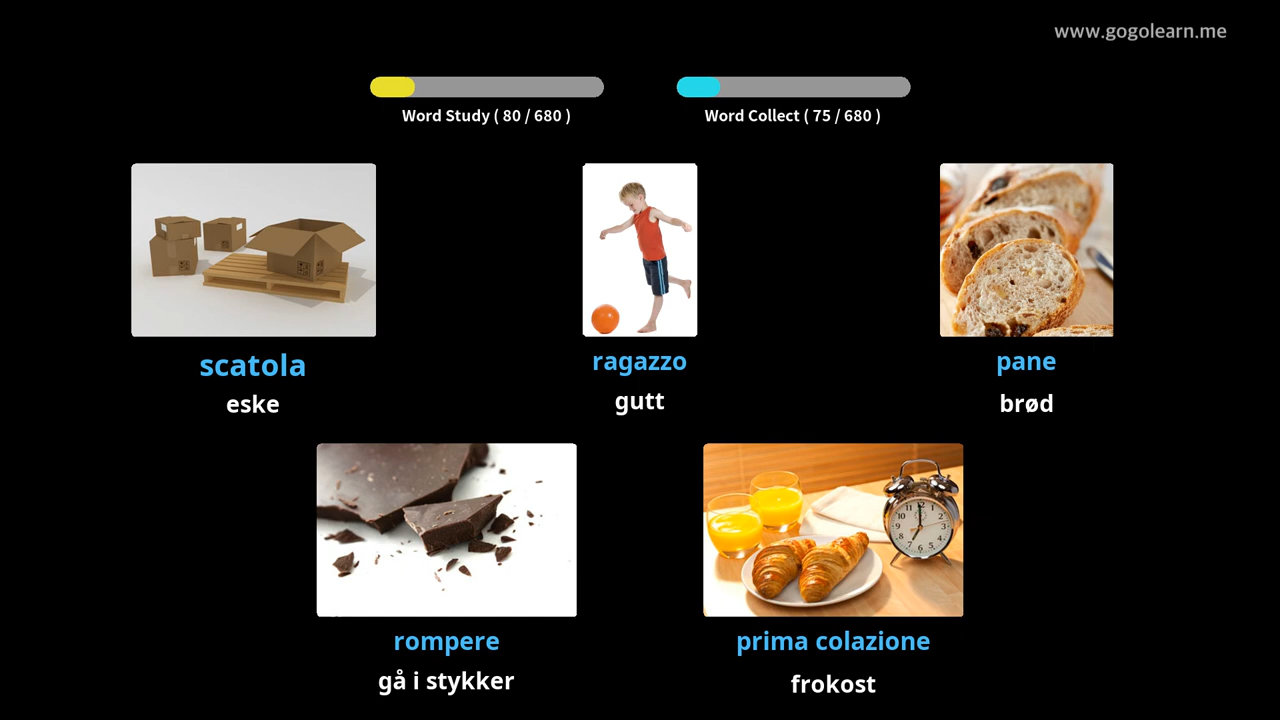 www.gogolearn.me
Word Study ( 80 / 680 )
Word Collect ( 75 / 680 )
scatola
eske
ragazzo
gutt
pane
brød
rompere
gå i stykker
prima colazione
frokost